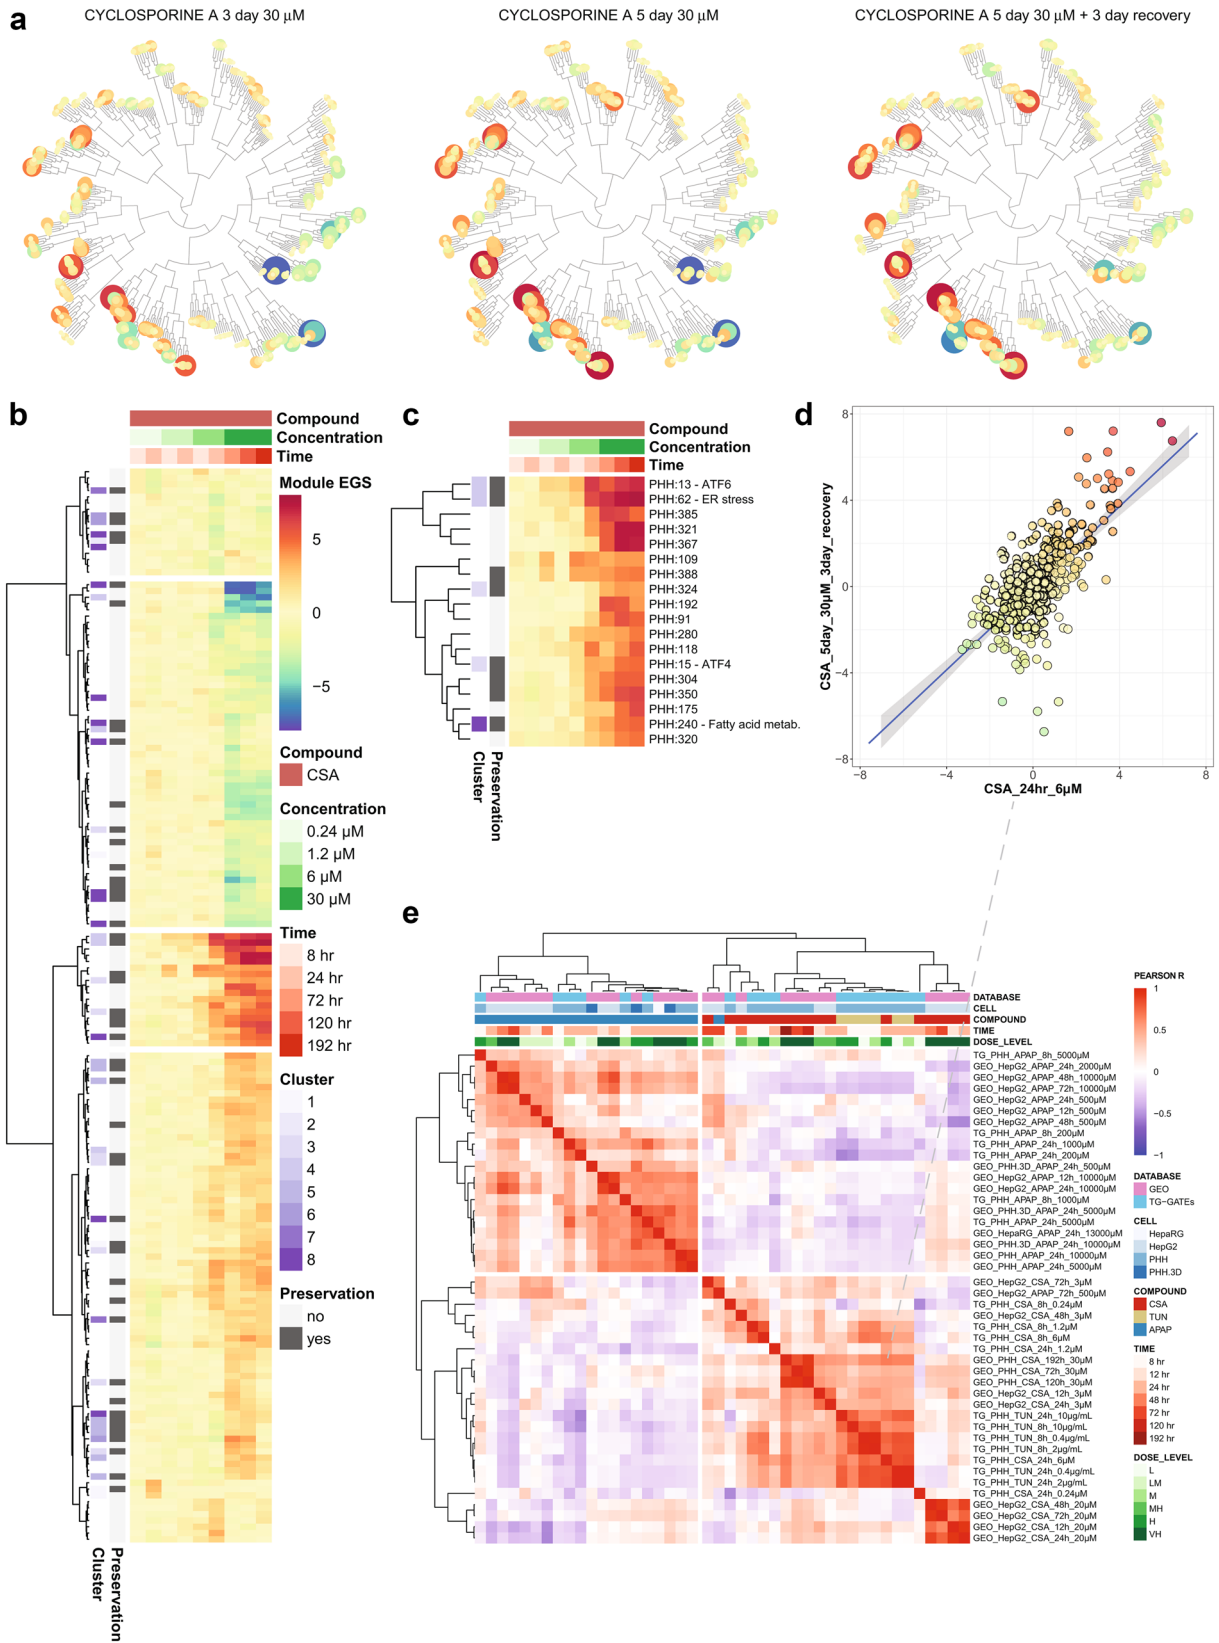 a
CYCLOSPORINE A 3 day 30 µM
CYCLOSPORINE A 5 day 30 µM
CYCLOSPORINE A 5 day 30 µM + 3 day recovery
b
Compound
Concentration
Time
Module EGS
5
0
−5
Compound
CSA
Concentration
0.24 µM
1.2 µM
6 µM
30 µM
Time
8 hr
24 hr
72 hr
120 hr
192 hr
Cluster
1
2
3
4
5
6
7
8
Preservation
no
yes
Cluster
Preservation
c
Compound
Concentration
Time
PHH:13 - ATF6
PHH:62 - ER stress
PHH:385
PHH:321
PHH:367
PHH:109
PHH:388
PHH:324
PHH:192
PHH:91
PHH:280
PHH:118
PHH:15 - ATF4
PHH:304
PHH:350
PHH:175
PHH:240 - Fatty acid metab.
PHH:320
Cluster
Preservation
d
CSA_5day_30µM_3day_recovery
8
4
0
−4
−8
−8
−4
0
4
8
CSA_24hr_6µM
e
DATABASE
CELL
COMPOUND
TIME
DOSE_LEVEL
TG_PHH_APAP_8h_5000µM
GEO_HepG2_APAP_24h_2000µM
GEO_HepG2_APAP_48h_10000µM
GEO_HepG2_APAP_72h_10000µM
GEO_HepG2_APAP_24h_500µM
GEO_HepG2_APAP_12h_500µM
GEO_HepG2_APAP_48h_500µM
TG_PHH_APAP_8h_200µM
TG_PHH_APAP_24h_1000µM
TG_PHH_APAP_24h_200µM
GEO_PHH.3D_APAP_24h_500µM
GEO_HepG2_APAP_12h_10000µM
GEO_HepG2_APAP_24h_10000µM
TG_PHH_APAP_8h_1000µM
GEO_PHH.3D_APAP_24h_5000µM
TG_PHH_APAP_24h_5000µM
GEO_HepaRG_APAP_24h_13000µM
GEO_PHH.3D_APAP_24h_10000µM
GEO_PHH_APAP_24h_10000µM
GEO_PHH_APAP_24h_5000µM
GEO_HepG2_CSA_72h_3µM
GEO_HepG2_APAP_72h_500µM
TG_PHH_CSA_8h_0.24µM
GEO_HepG2_CSA_48h_3µM
TG_PHH_CSA_8h_1.2µM
TG_PHH_CSA_8h_6µM
TG_PHH_CSA_24h_1.2µM
GEO_PHH_CSA_192h_30µM
GEO_PHH_CSA_72h_30µM
GEO_PHH_CSA_120h_30µM
GEO_HepG2_CSA_12h_3µM
GEO_HepG2_CSA_24h_3µM
TG_PHH_TUN_24h_10µg/mL
TG_PHH_TUN_8h_10µg/mL
TG_PHH_TUN_8h_0.4µg/mL
TG_PHH_TUN_8h_2µg/mL
TG_PHH_CSA_24h_6µM
TG_PHH_TUN_24h_0.4µg/mL
TG_PHH_TUN_24h_2µg/mL
TG_PHH_CSA_24h_0.24µM
GEO_HepG2_CSA_48h_20µM
GEO_HepG2_CSA_72h_20µM
GEO_HepG2_CSA_12h_20µM
GEO_HepG2_CSA_24h_20µM
PEARSON R
1
0.5
0
−0.5
−1
DATABASE
GEO
TG−GATEs
CELL
HepaRG
HepG2
PHH
PHH.3D
COMPOUND
CSA
TUN
APAP
TIME
8 hr
12 hr
24 hr
48 hr
72 hr
120 hr
192 hr
DOSE_LEVEL
L
LM
M
MH
H
VH